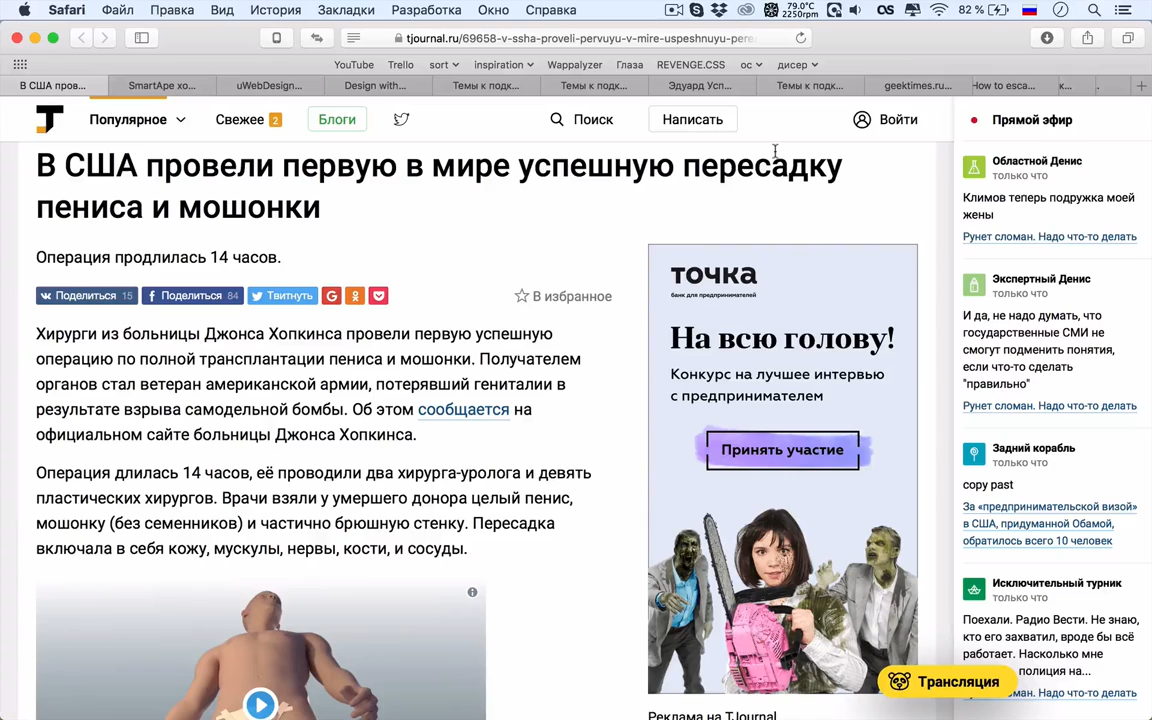 Safari Файл Правка Вид История Закладки Разработка Окно Справка
79.0°C
2250rpm
82 %
tjournal.ru/69658-v-ssha-proveli-pervuyu-v-mire-uspeshnuyu-pere
YouTube Trello sort inspiration Wappalyzer Глаза REVENGE.CSS ос дисер
В США пров... SmartApe хо... uWebDesign... Design with... Темы к подк... Темы к подк... Эдуард Усп... Темы к подк... geektimes.ru... How to esca... к... .
Популярное Свежее 2 Блоги Поиск Написать Войти
В США провели первую в мире успешную пересадку
пениса и мошонки
Операция продлилась 14 часов.
Поделиться 15 Поделиться 84 Твитнуть
В избранное
Хирурги из больницы Джонса Хопкинса провели первую успешную
операцию по полной трансплантации пениса и мошонки. Получателем
органов стал ветеран американской армии, потерявший гениталии в
результате взрыва самодельной бомбы. Об этом сообщается на
официальном сайте больницы Джонса Хопкинса.
Операция длилась 14 часов, её проводили два хирурга-уролога и девять
пластических хирургов. Врачи взяли у умершего донора целый пенис,
мошонку (без семенников) и частично брюшную стенку. Пересадка
включала в себя кожу, мускулы, нервы, кости, и сосуды.
точка
банк для предпринимателей
На всю голову!
Конкурс на лучшее интервью
с предпринимателем
Принять участие
Реклама на TJournal
Прямой эфир
Областной Денис
только что
Климов теперь подружка моей
жены
Рунет сломан. Надо что-то делать
Экспертный Денис
только что
И да, не надо думать, что
государственные СМИ не
смогут подменить понятия,
если что-то сделать
"правильно"
Рунет сломан. Надо что-то делать
Задний корабль
только что
copy past
За «предпринимательской визой»
в США, придуманной Обамой,
обратилось всего 10 человек
Исключительный турник
только что
Поехали. Радио Вести. Не знаю,
кто его захватил, вроде бы всё
работает. Насколько мне
полиция на...
Надо что-то делать
Трансляция